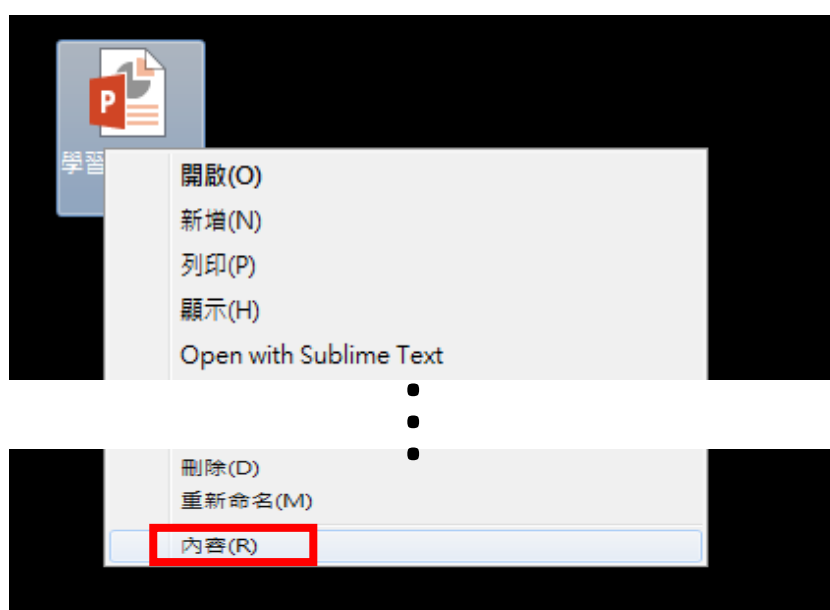 P
學習
開啟(O)
新增(N)
列印(P)
顯示(H)
Open with Sublime Text
刪除(D)
重新命名(M)
內容(R)